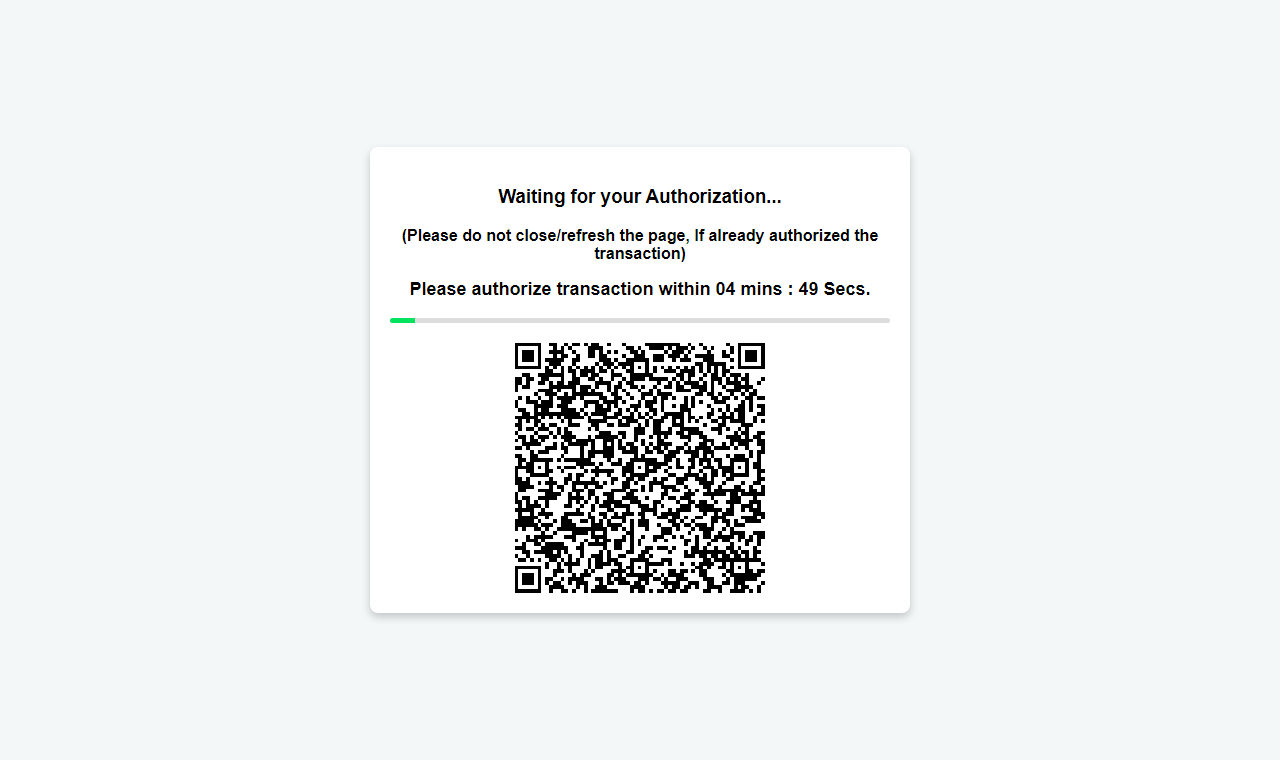 Waiting for your Authorization...
(Please do not close/refresh the page, If already authorized the
transaction)
Please authorize transaction within 04 mins : 49 Secs.